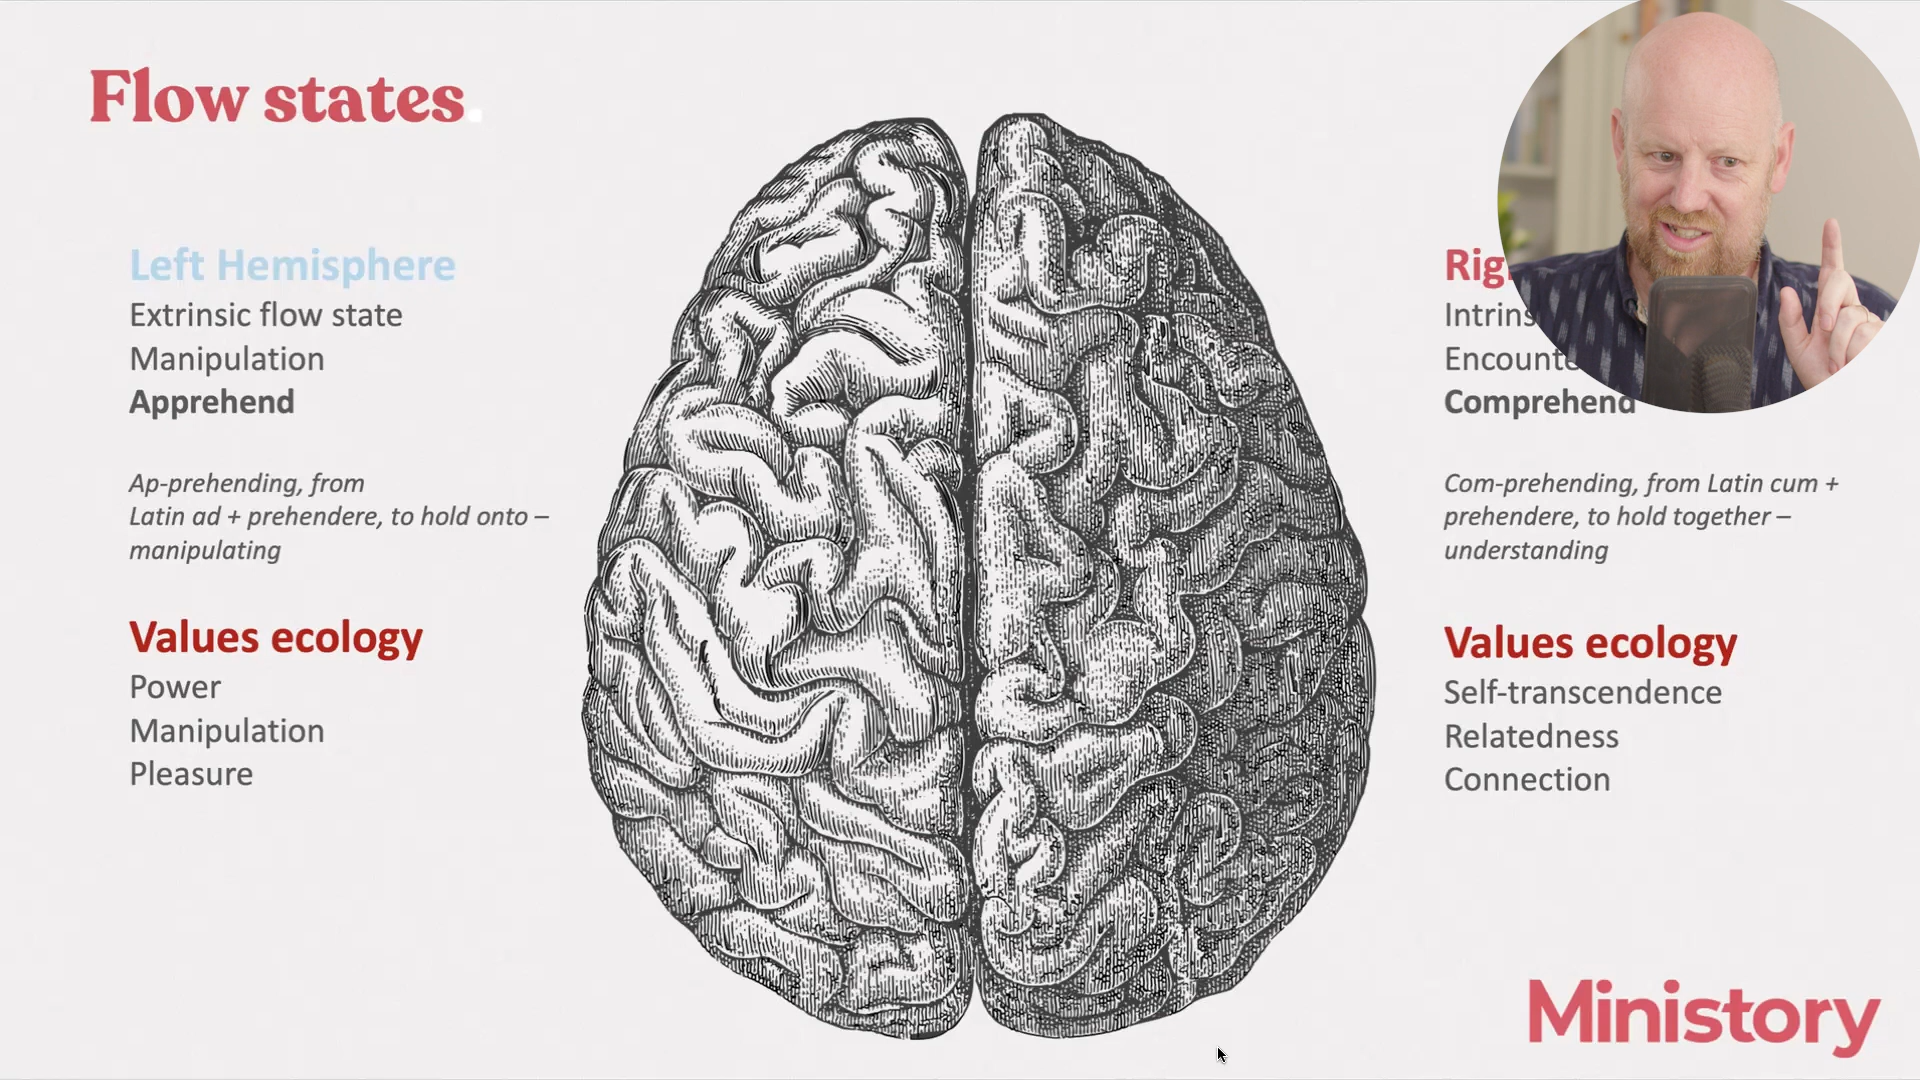 Flow states.
Left Hemisphere
Extrinsic flow state
Manipulation
Apprehend
Ap-prehending, from
Latin ad + prehendere, to hold onto –
manipulating
Values ecology
Power
Manipulation
Pleasure
Comprehend
Com-prehending, from Latin cum +
prehendere, to hold together –
understanding
Values ecology
Self-transcendence
Relatedness
Connection
Ministory